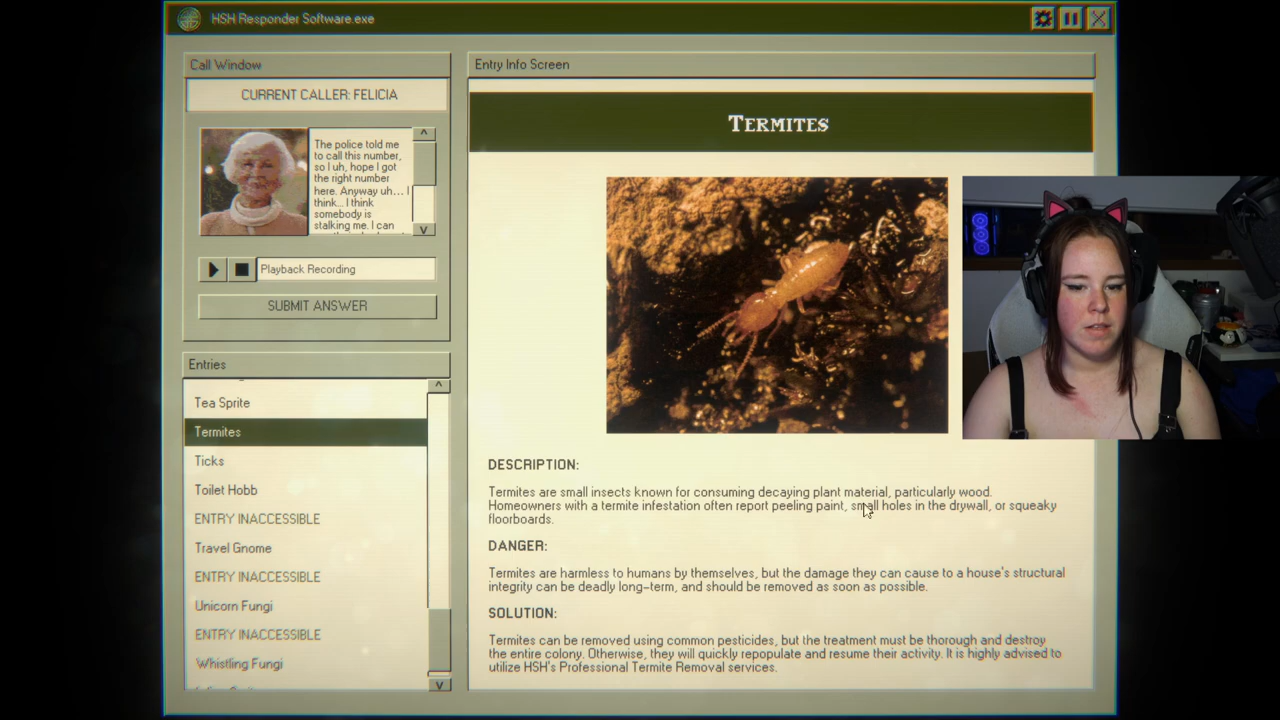 HSH Responder Software.exe
Call Window
CURRENT CALLER: FELICIA
The police told me
to call this number,
so I uh, hope I got
the right number
here. Anyway uh... I
think... I think
somebody is
stalking me. I can
Playback Recording
SUBMIT ANSWER
Entries
Tea Sprite
Termites
Ticks
Toilet Hobb
ENTRY INACCESSIBLE
Travel Gnome
ENTRY INACCESSIBLE
Unicorn Fungi
ENTRY INACCESSIBLE
Whistling Fungi
Entry Info Screen
TERMITES
DESCRIPTION:
Termites are small insects known for consuming decaying plant material, particularly wood.
Homeowners with a termite infestation often report peeling paint, small holes in the drywall, or squeaky
floorboards.
DANGER:
Termites are harmless to humans by themselves, but the damage they can cause to a house's structural
integrity can be deadly long-term, and should be removed as soon as possible.
SOLUTION:
Termites can be removed using common pesticides, but the treatment must be thorough and destroy
the entire colony. Otherwise, they will quickly repopulate and resume their activity. It is highly advised to
utilize HSH's Professional Termite Removal services.